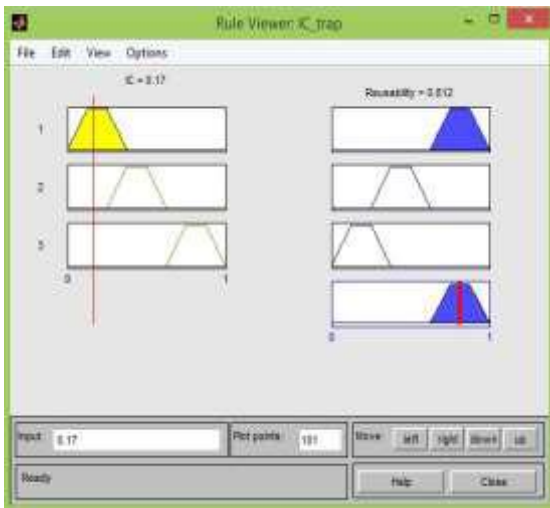 Rule Viewer: IC_trap
File Edit View Options
IC = 0.17
Reusability = 0.812
1
2
3
0 1
0 1
Input: 0.17
Plot points: 101
Move: left right down up
Ready
Help Close